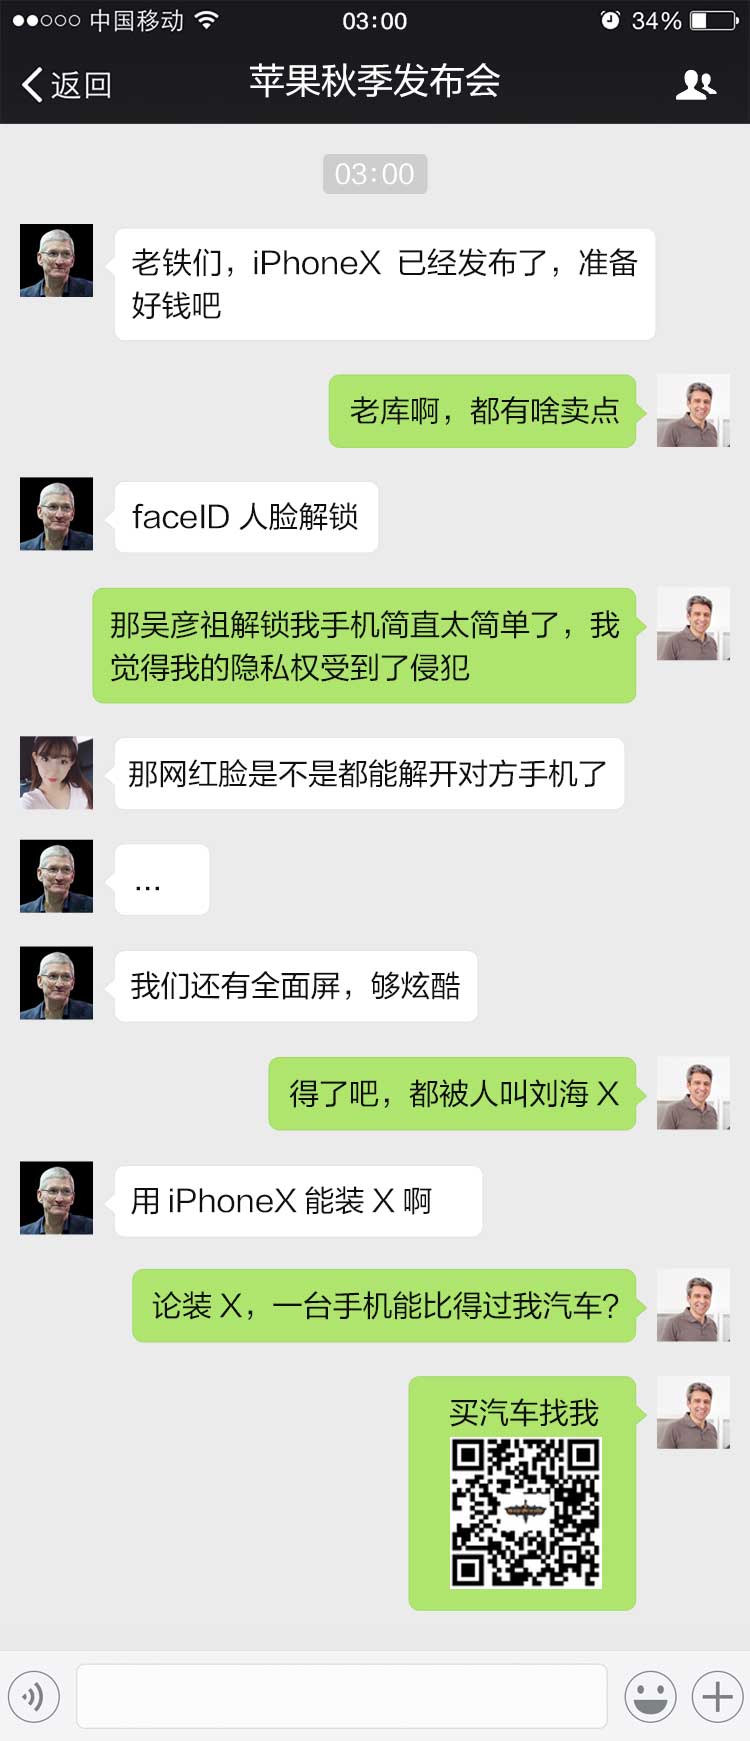 中国移动 03:00 34%
返回 苹果秋季发布会
03:00
老铁们，iPhoneX 已经发布了，准备
好钱吧
老库啊，都有啥卖点
faceID 人脸解锁
那吴彦祖解锁我手机简直太简单了，我
觉得我的隐私权受到了侵犯
那网红脸是不是都能解开对方手机了
...
我们还有全面屏，够炫酷
得了吧，都被人叫刘海 X
用 iPhoneX 能装 X 啊
论装 X，一台手机能比得过我汽车?
买汽车找我